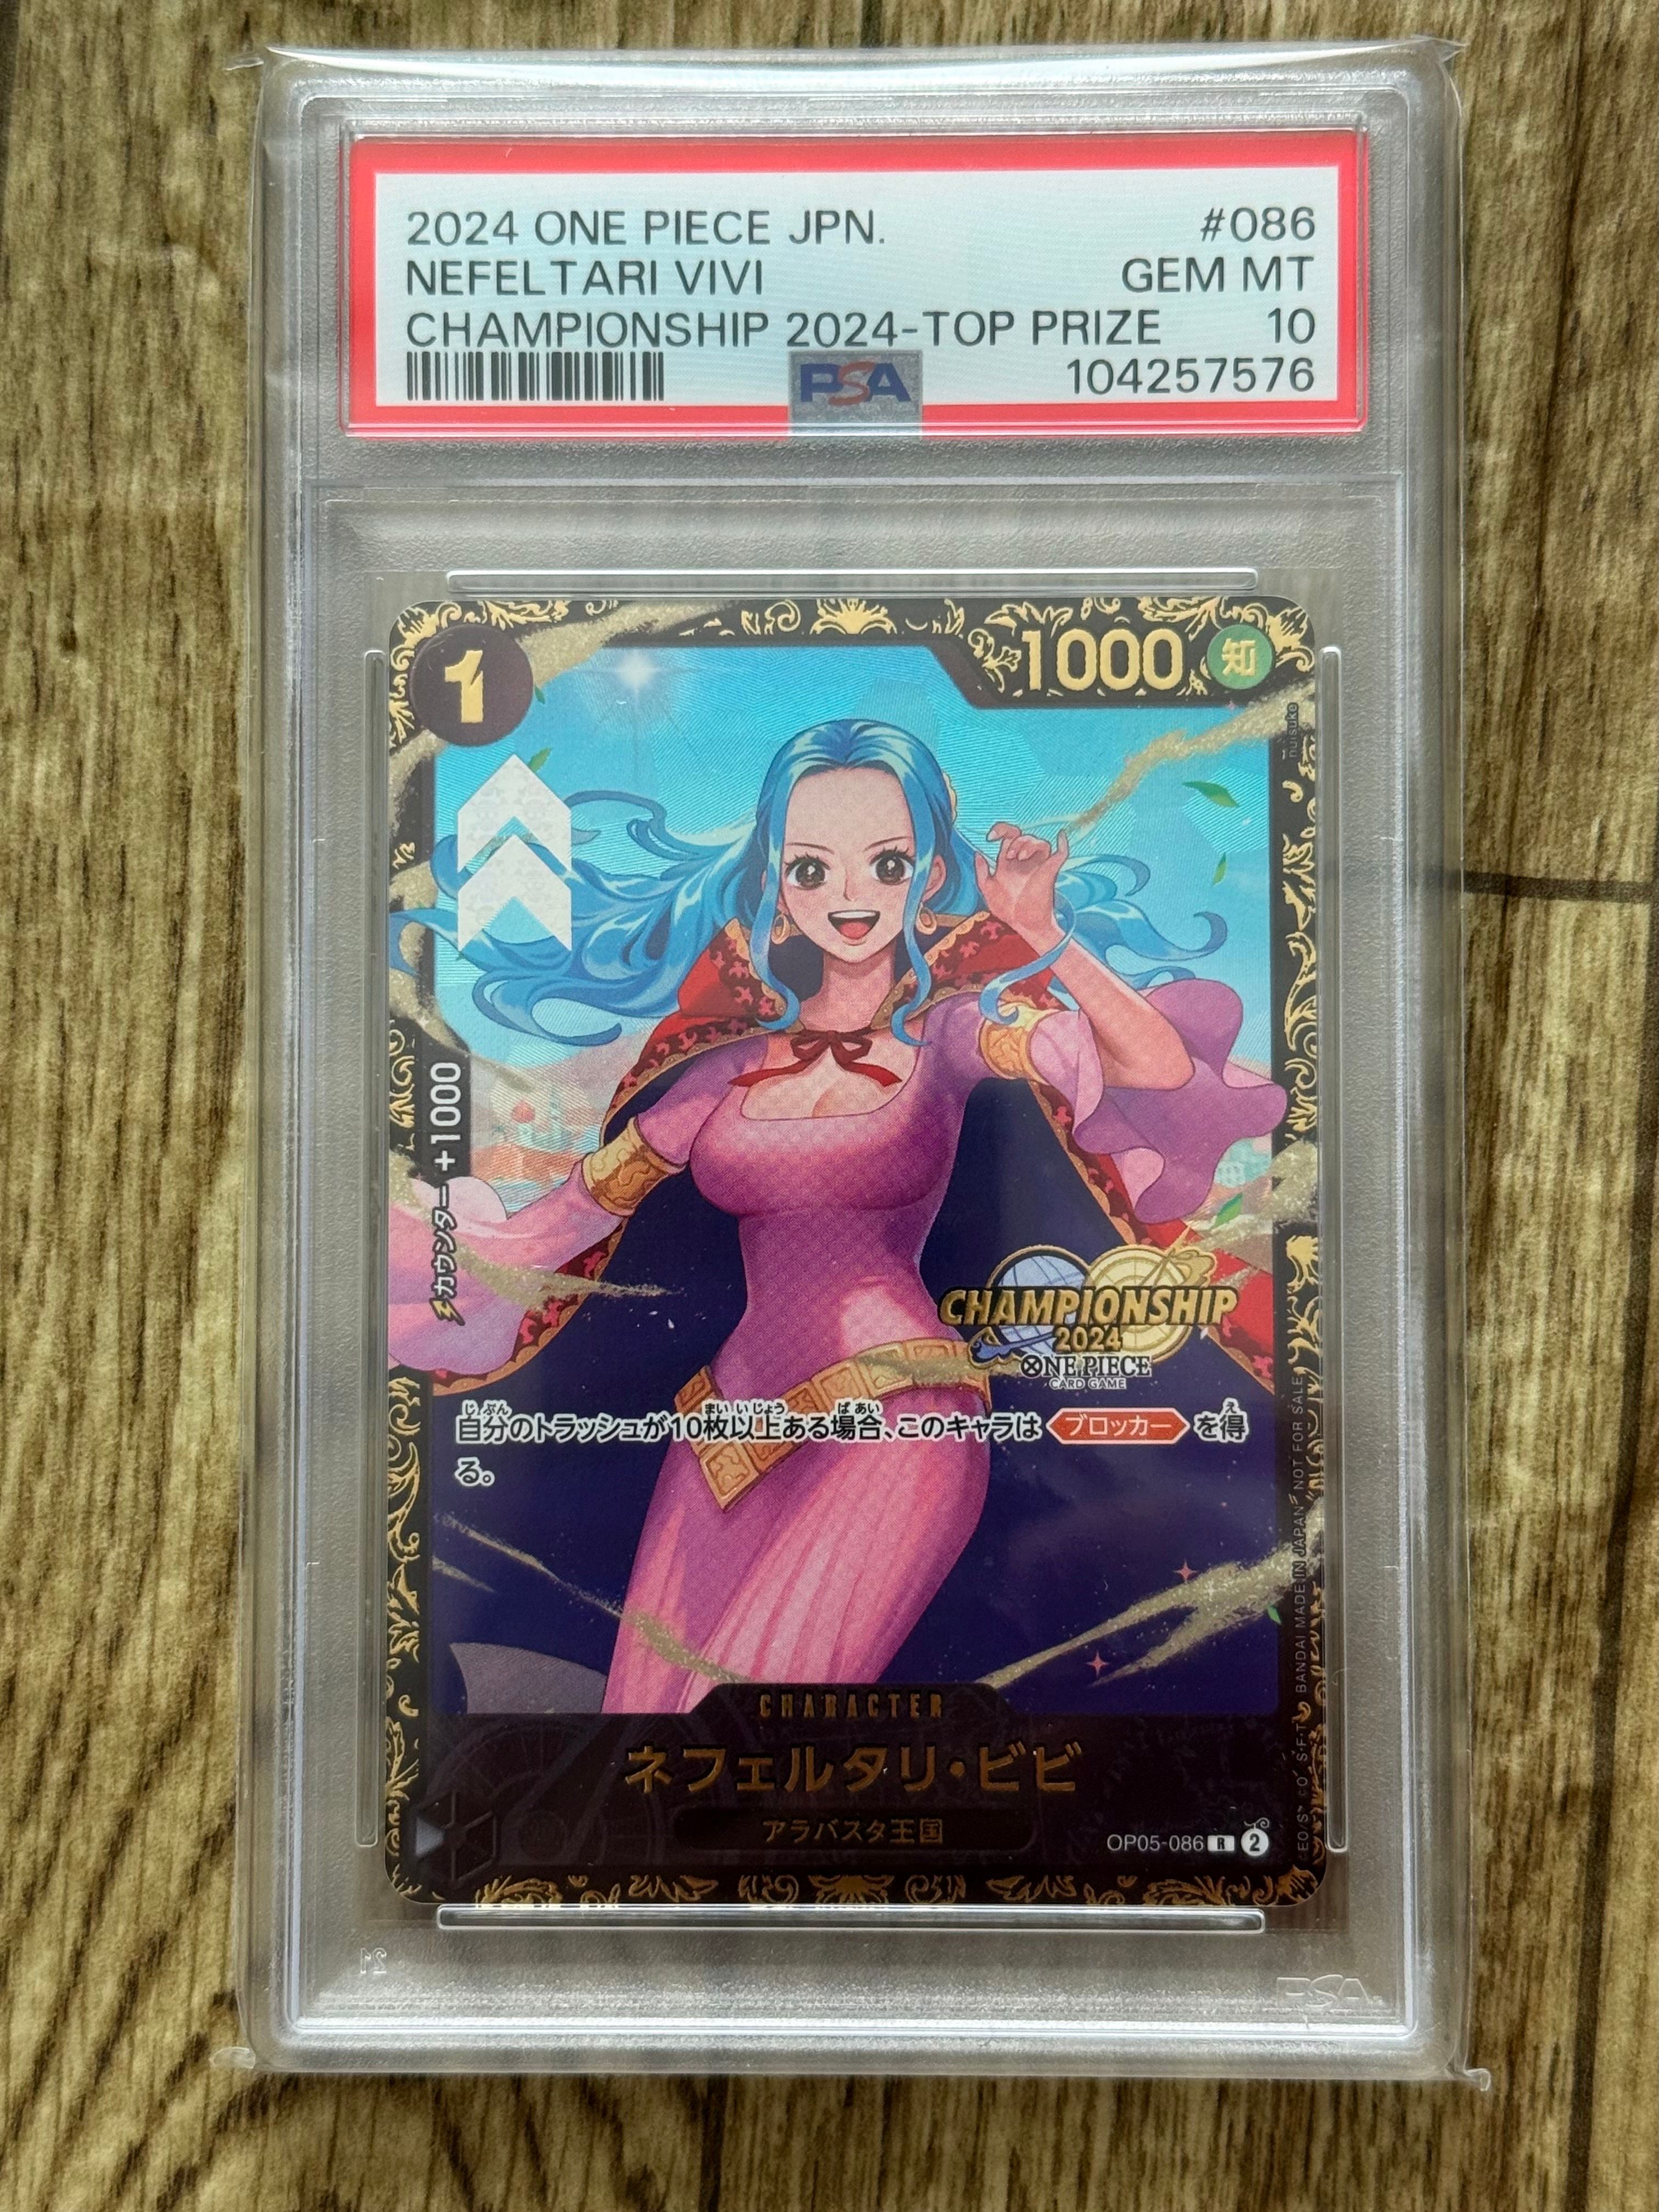 2024 ONE PIECE JPN. #086
NEFELTARI VIVI GEM MT
CHAMPIONSHIP 2024-TOP PRIZE 10
PSA 104257576
1
1000 知
nuisuke
カウンター +1000
CHAMPIONSHIP
2024
ONE PIECE
CARD GAME
自分のトラッシュが10枚以上ある場合、このキャラは ブロッカー を得
る。
CHARACTER
ネフェルタリ・ビビ
アラバスタ王国
OP05-086 R 2
BANDAI MADE IN JAPAN NOT FOR SALE
21
PSA